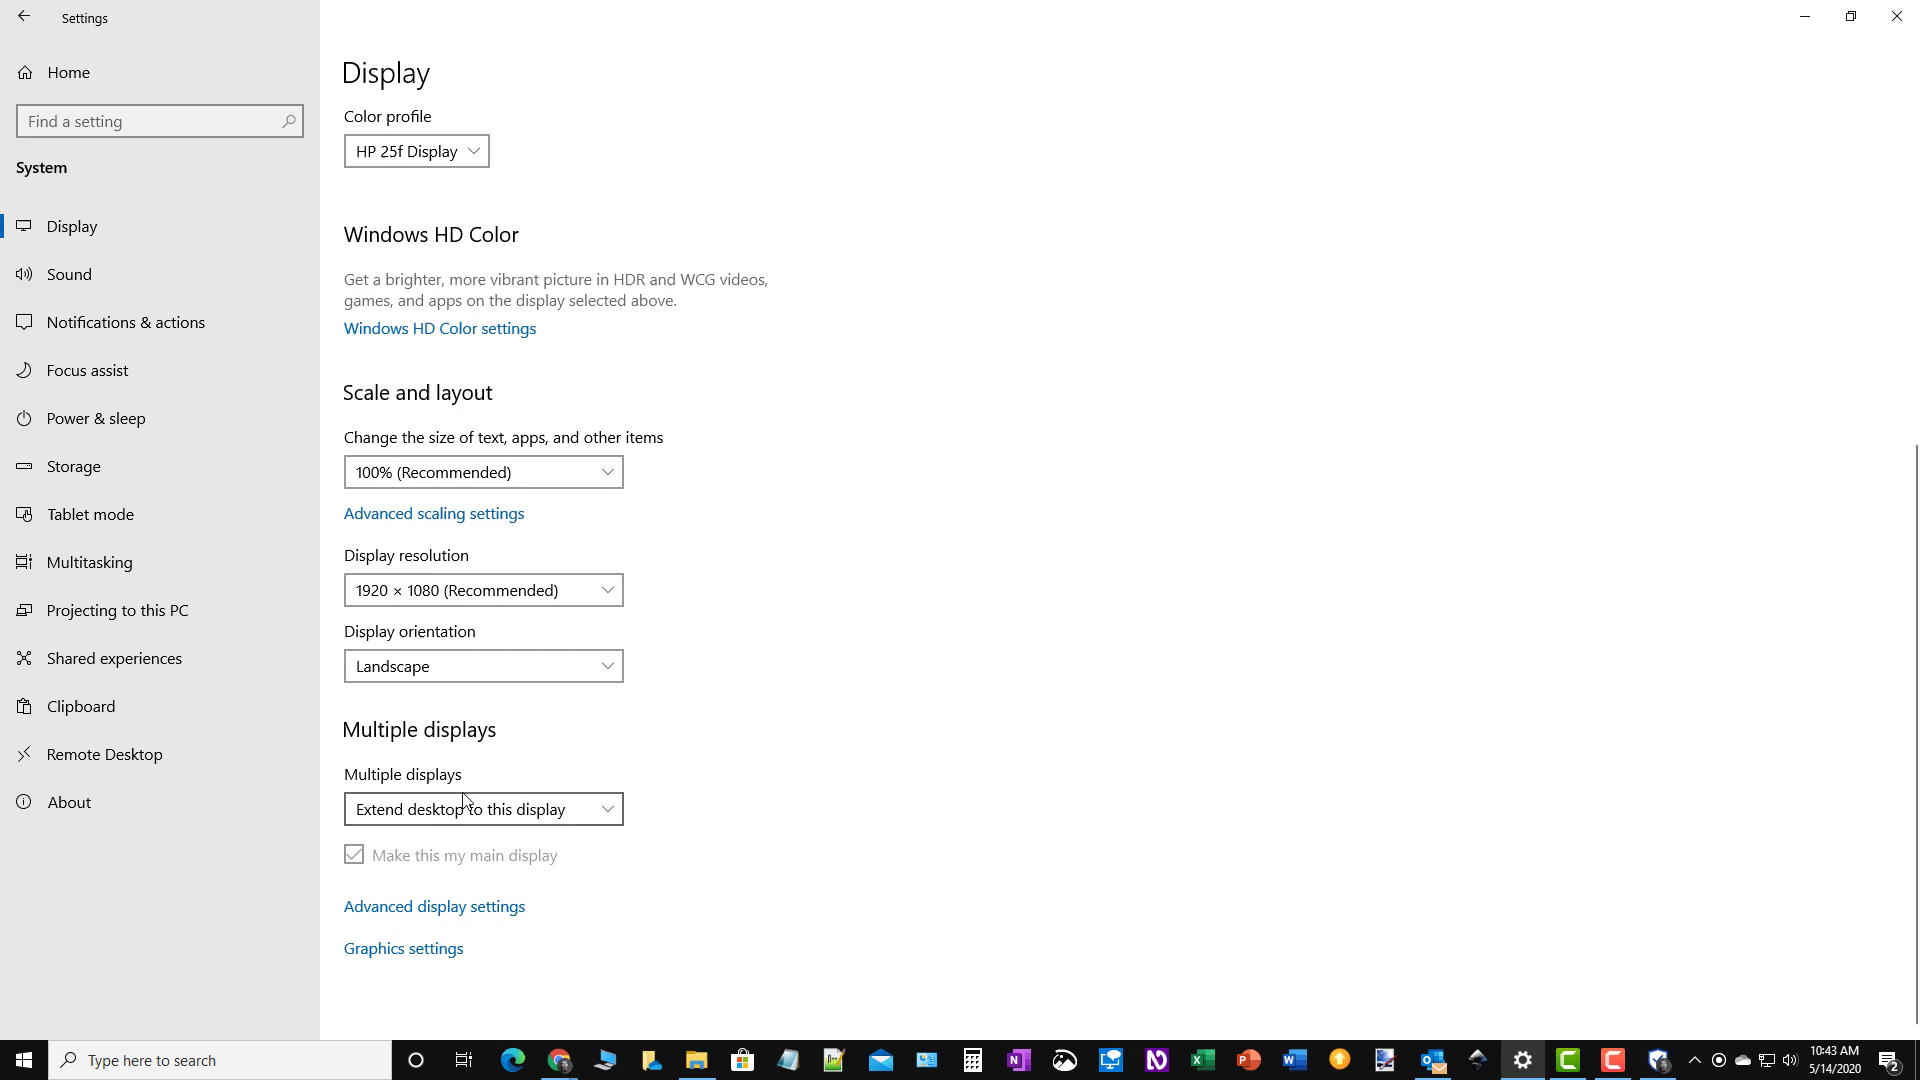 Settings
Home
Find a setting
System
Display
Sound
Notifications & actions
Focus assist
Power & sleep
Storage
Tablet mode
Multitasking
Projecting to this PC
Shared experiences
Clipboard
Remote Desktop
About
Display
Color profile
HP 25f Display
Windows HD Color
Get a brighter, more vibrant picture in HDR and WCG videos,
games, and apps on the display selected above.
Windows HD Color settings
Scale and layout
Change the size of text, apps, and other items
100% (Recommended)
Advanced scaling settings
Display resolution
1920 × 1080 (Recommended)
Display orientation
Landscape
Multiple displays
Multiple displays
Extend desktop to this display
Make this my main display
Advanced display settings
Graphics settings
Type here to search
10:43 AM
5/14/2020
2